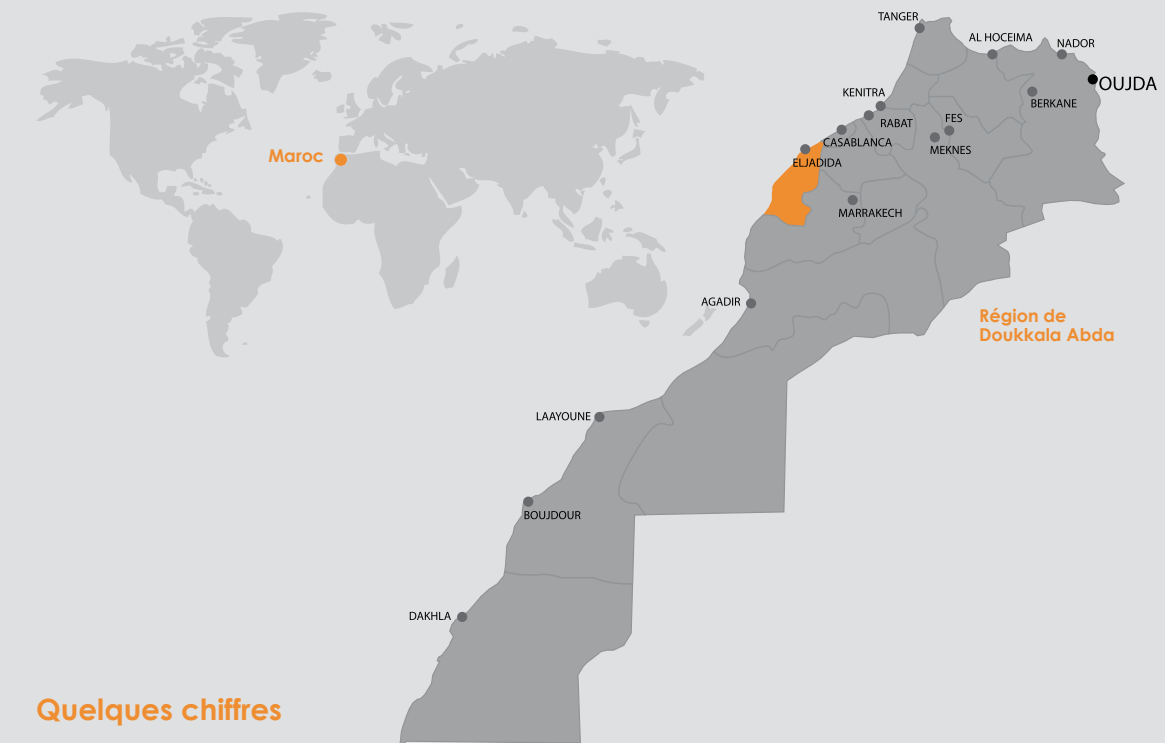 TANGER
AL HOCEIMA
NADOR
OUJDA
KENITRA
BERKANE
RABAT
FES
CASABLANCA
MEKNES
Maroc
ELJADIDA
MARRAKECH
AGADIR
Région de
Doukkala Abda
LAAYOUNE
BOUJDOUR
DAKHLA
Quelques chiffres